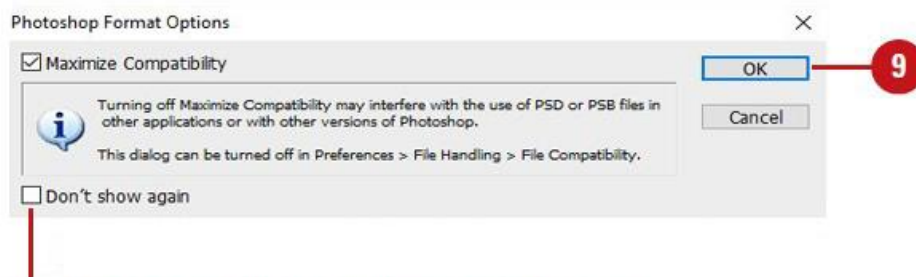 Photoshop Format Options
Maximize Compatibility
OK
9
Turning off Maximize Compatibility may interfere with the use of PSD or PSB files in
other applications or with other versions of Photoshop.
Cancel
This dialog can be turned off in Preferences > File Handling > File Compatibility.
Don't show again